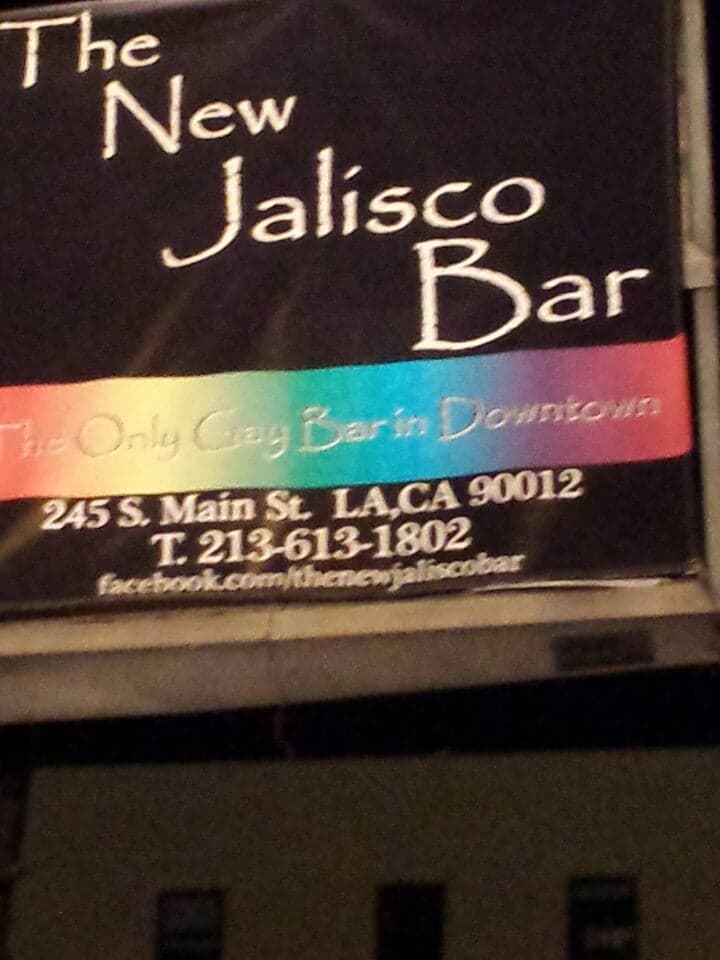 The
New
Jalisco
Bar
The Only Gay Bar in Downtown
245 S. Main St. LA,CA 90012
T. 213-613-1802
facebook.com/thenewjaliscobar